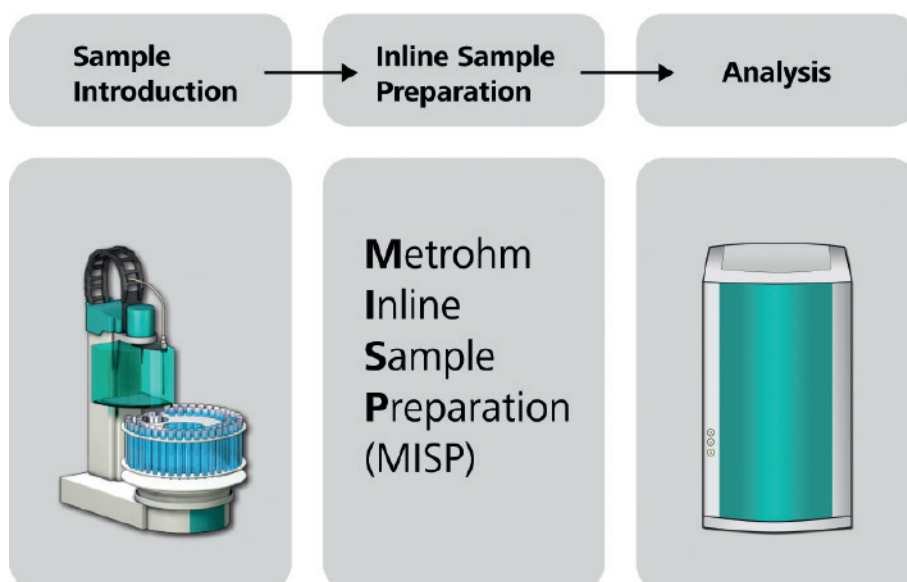 Sample
Introduction
Inline Sample
Preparation
Analysis
Metrohm
Inline
Sample
Preparation
(MISP)